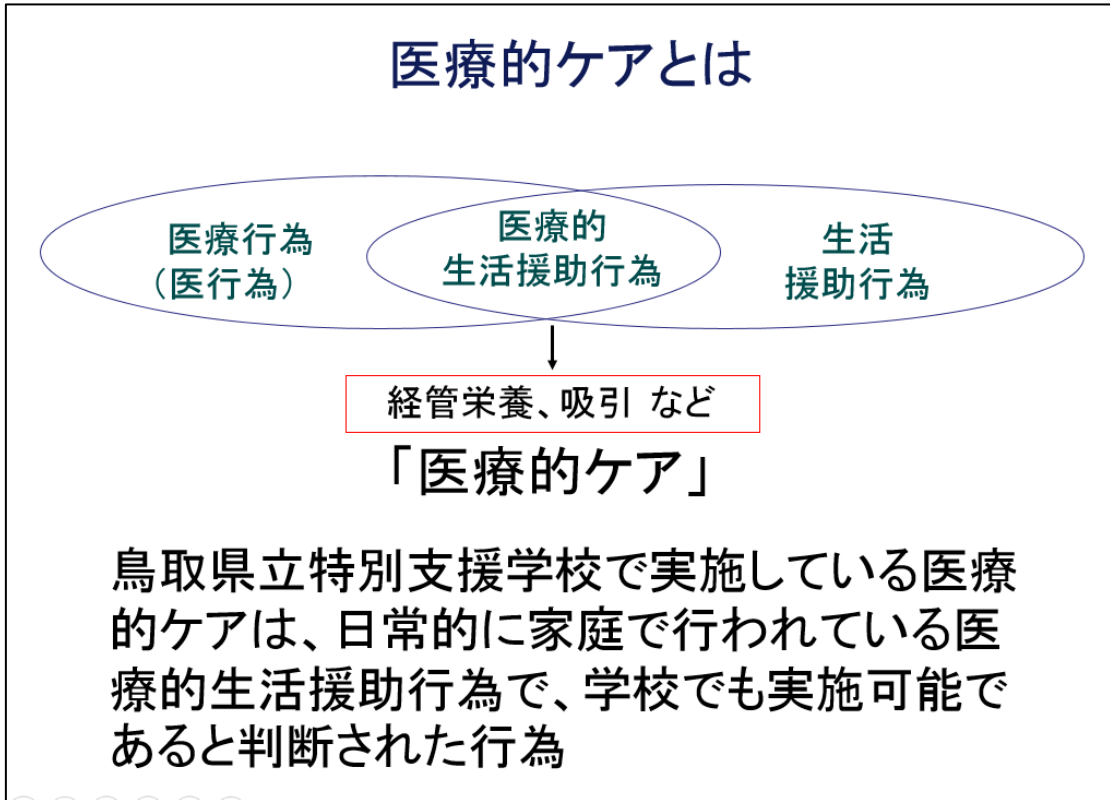 医療的ケアとは
医療行為
（医行為）
医療的
生活援助行為
生活
援助行為
経管栄養、吸引 など
「医療的ケア」
鳥取県立特別支援学校で実施している医療
的ケアは、日常的に家庭で行われている医
療的生活援助行為で、学校でも実施可能で
あると判断された行為